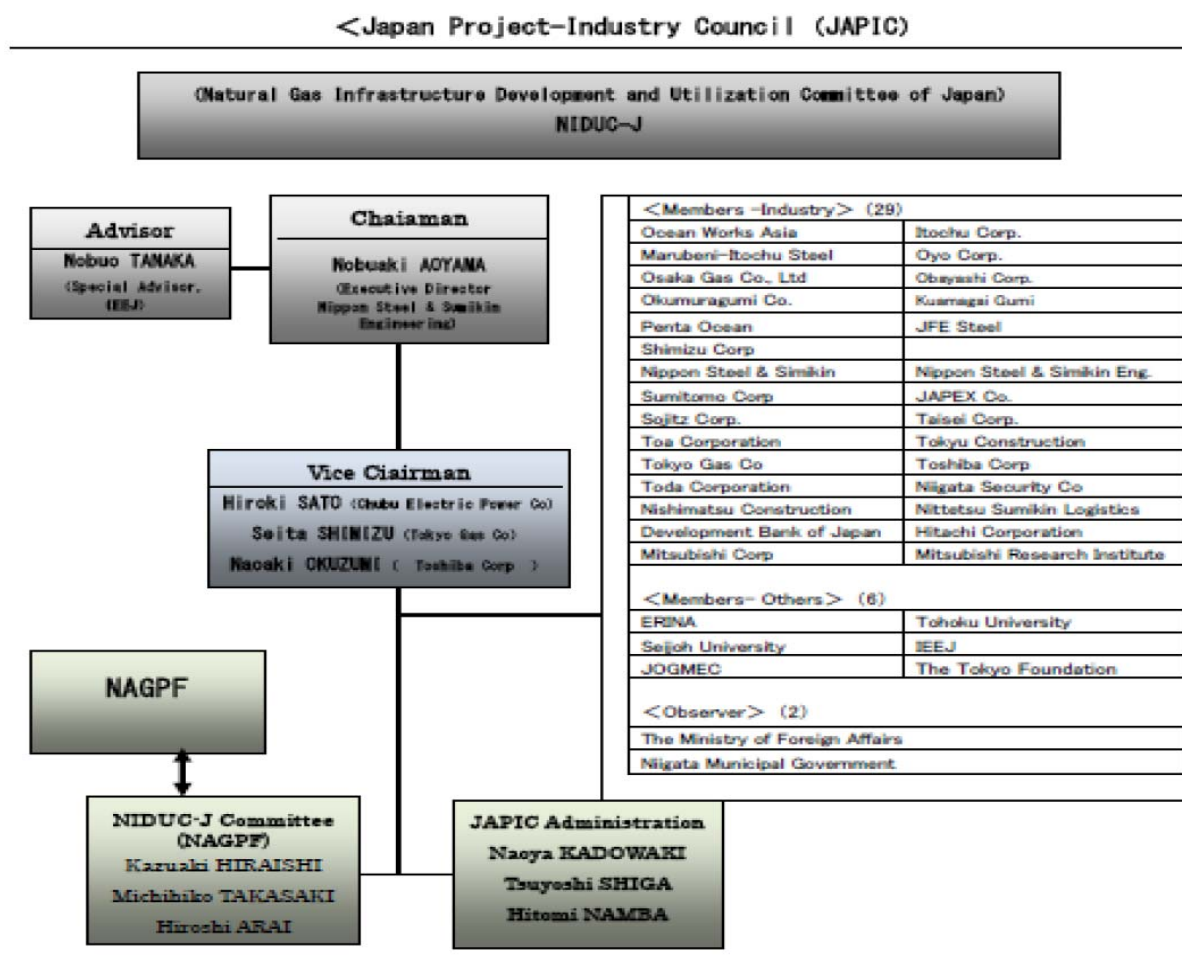 <Japan Project-Industry Council (JAPIC)
(Natural Gas Infrastructure Development and Utilization Committee of Japan)
NIDUC-J
Advisor
Nobuo TANAKA
(Special Advisor,
IEEJ)
Chaiaman
Nobuaki AOYAMA
(Executive Director
Nippon Steel & Sumikin
Engineering)
Vice Ciairman
Hiroki SATO (Chubu Electric Power Co)
Seita SHIMIZU (Tokyo Gas Co)
Naoaki OKUZUMI ( Toshiba Corp )
NAGPF
NIDUC-J Committee
(NAGPF)
Kazuaki HIRAISHI
Michihiko TAKASAKI
Hiroshi ARAI
JAPIC Administration
Naoya KADOWAKI
Tsuyoshi SHIGA
Hitomi NAMBA
<Members -Industry> (29)
Ocean Works Asia Itochu Corp.
Marubeni-Itochu Steel Oyo Corp.
Osaka Gas Co., Ltd Obayashi Corp.
Okumuragumi Co. Kuamagai Gumi
Penta Ocean JFE Steel
Shimizu Corp
Nippon Steel & Simikin Nippon Steel & Simikin Eng.
Sumitomo Corp JAPEX Co.
Sojitz Corp. Taisei Corp.
Toa Corporation Tokyu Construction
Tokyo Gas Co Toshiba Corp
Toda Corporation Niigata Security Co
Nishimatsu Construction Nittetsu Sumikin Logistics
Development Bank of Japan Hitachi Corporation
Mitsubishi Corp Mitsubishi Research Institute
<Members- Others> (6)
ERINA Tohoku University
Seijoh University IEEJ
JOGMEC The Tokyo Foundation
<Observer> (2)
The Ministry of Foreign Affairs
Niigata Municipal Government